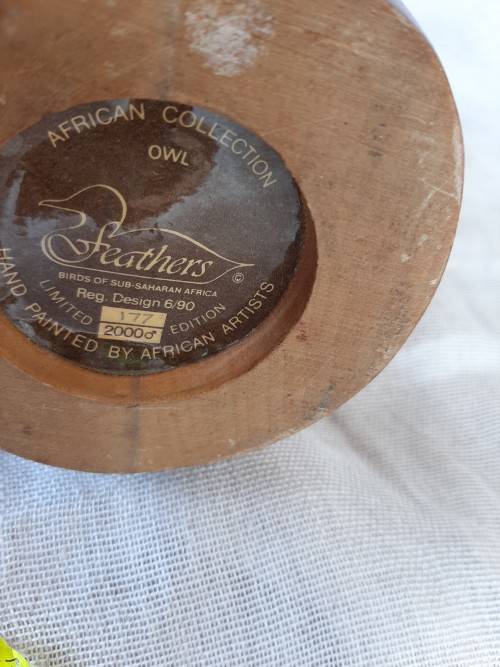 AFRICAN COLLECTION
OWL
Feathers ©
BIRDS OF SUB-SAHARAN AFRICA
Reg. Design 6/90
LIMITED EDITION
177
2000♂
HAND PAINTED BY AFRICAN ARTISTS